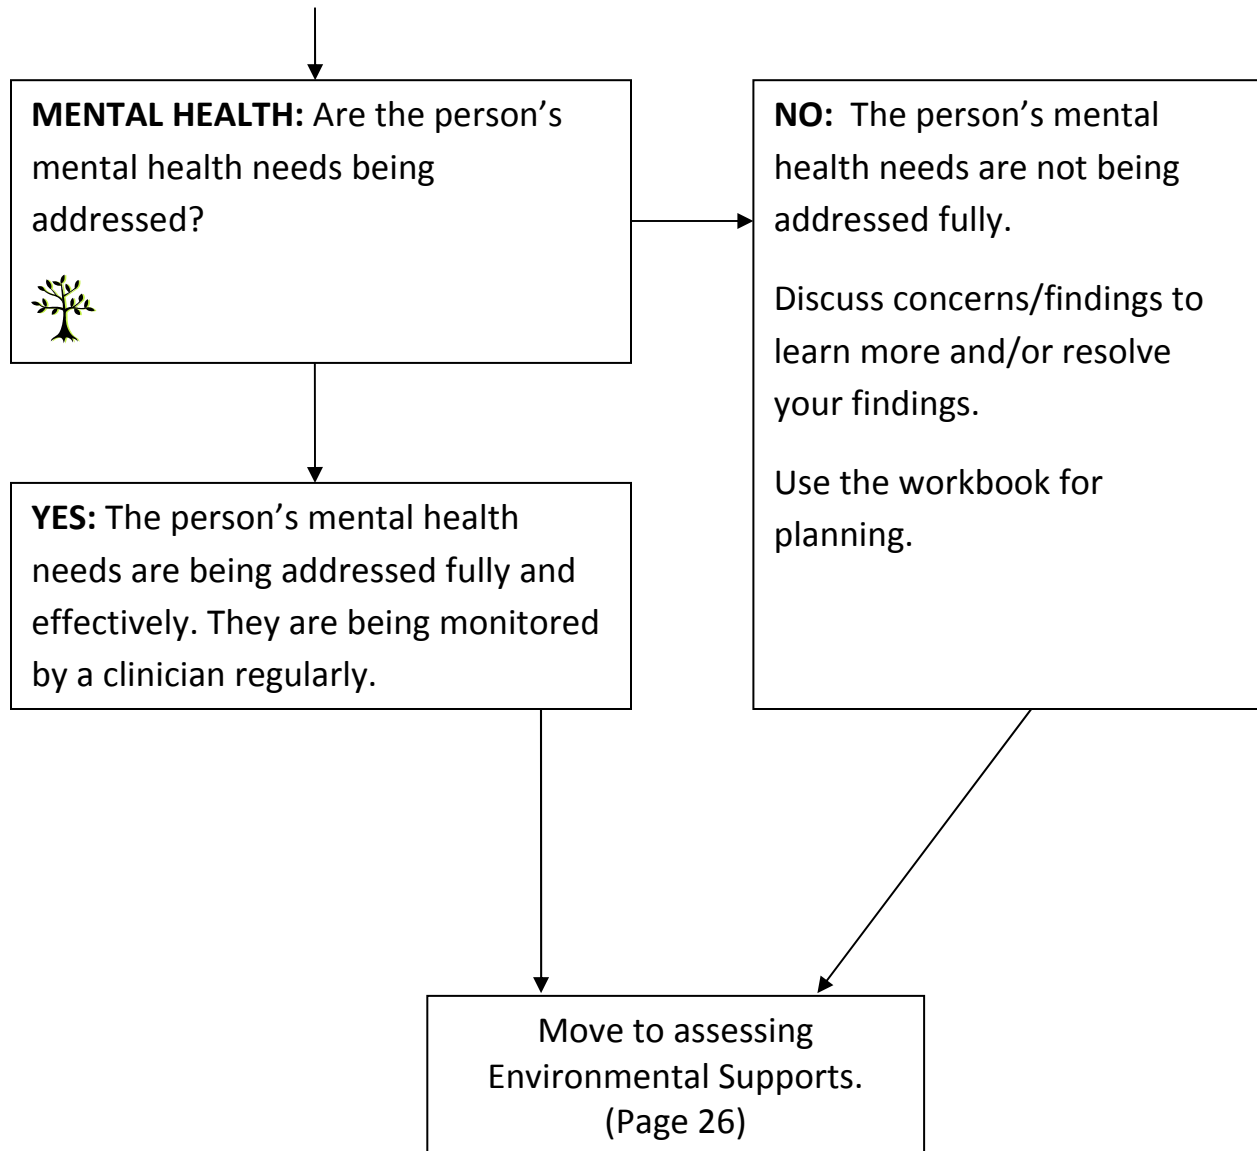 MENTAL HEALTH: Are the person’s
mental health needs being
addressed?
NO:  The person’s mental
health needs are not being
addressed fully.
Discuss concerns/findings to
learn more and/or resolve
your findings.
Use the workbook for
planning.
YES: The person’s mental health
needs are being addressed fully and
effectively. They are being monitored
by a clinician regularly.
Move to assessing
Environmental Supports.
(Page 26)